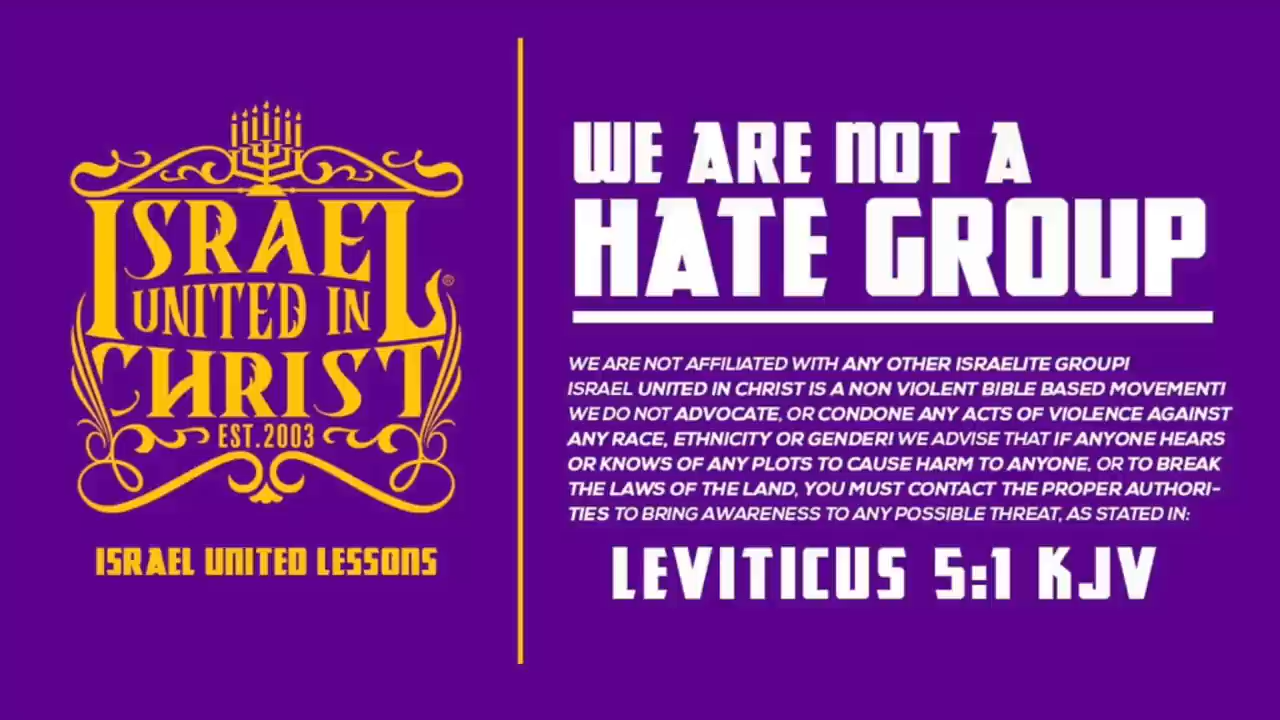 ISRAEL
UNITED IN
CHRIST
EST.2003
®
ISRAEL UNITED LESSONS
WE ARE NOT A
HATE GROUP
WE ARE NOT AFFILIATED WITH ANY OTHER ISRAELITE GROUP!
ISRAEL UNITED IN CHRIST IS A NON VIOLENT BIBLE BASED MOVEMENT!
WE DO NOT ADVOCATE, OR CONDONE ANY ACTS OF VIOLENCE AGAINST
ANY RACE, ETHNICITY OR GENDER! WE ADVISE THAT IF ANYONE HEARS
OR KNOWS OF ANY PLOTS TO CAUSE HARM TO ANYONE, OR TO BREAK
THE LAWS OF THE LAND, YOU MUST CONTACT THE PROPER AUTHORI-
TIES TO BRING AWARENESS TO ANY POSSIBLE THREAT, AS STATED IN:
LEVITICUS 5:1 KJV